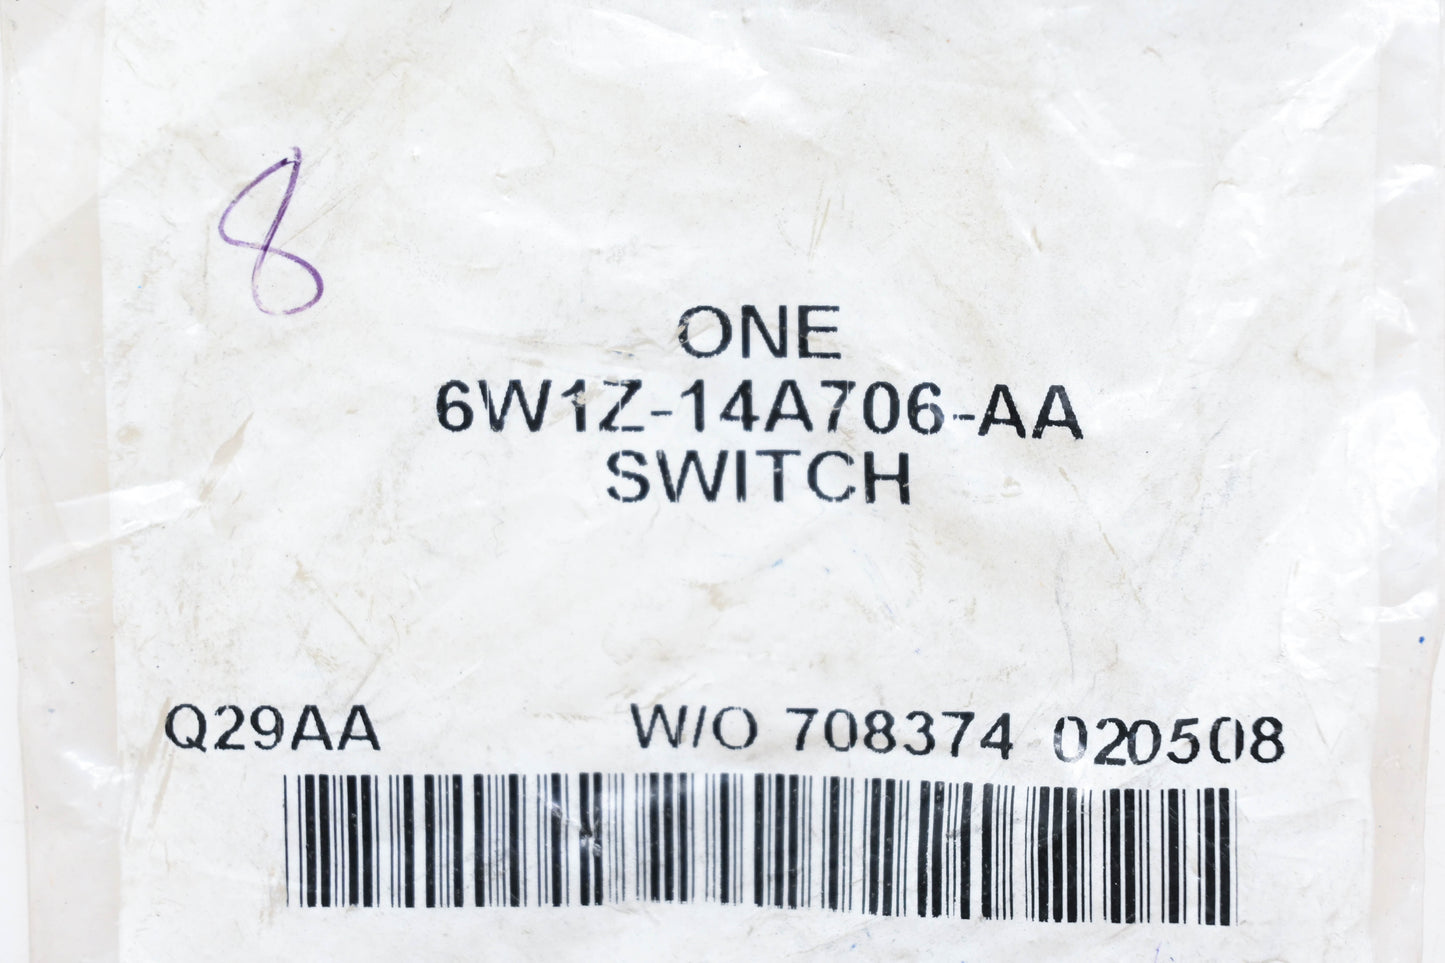 8
ONE
6W1Z-14A706-AA
SWITCH
Q29AA W/O 708374 020508